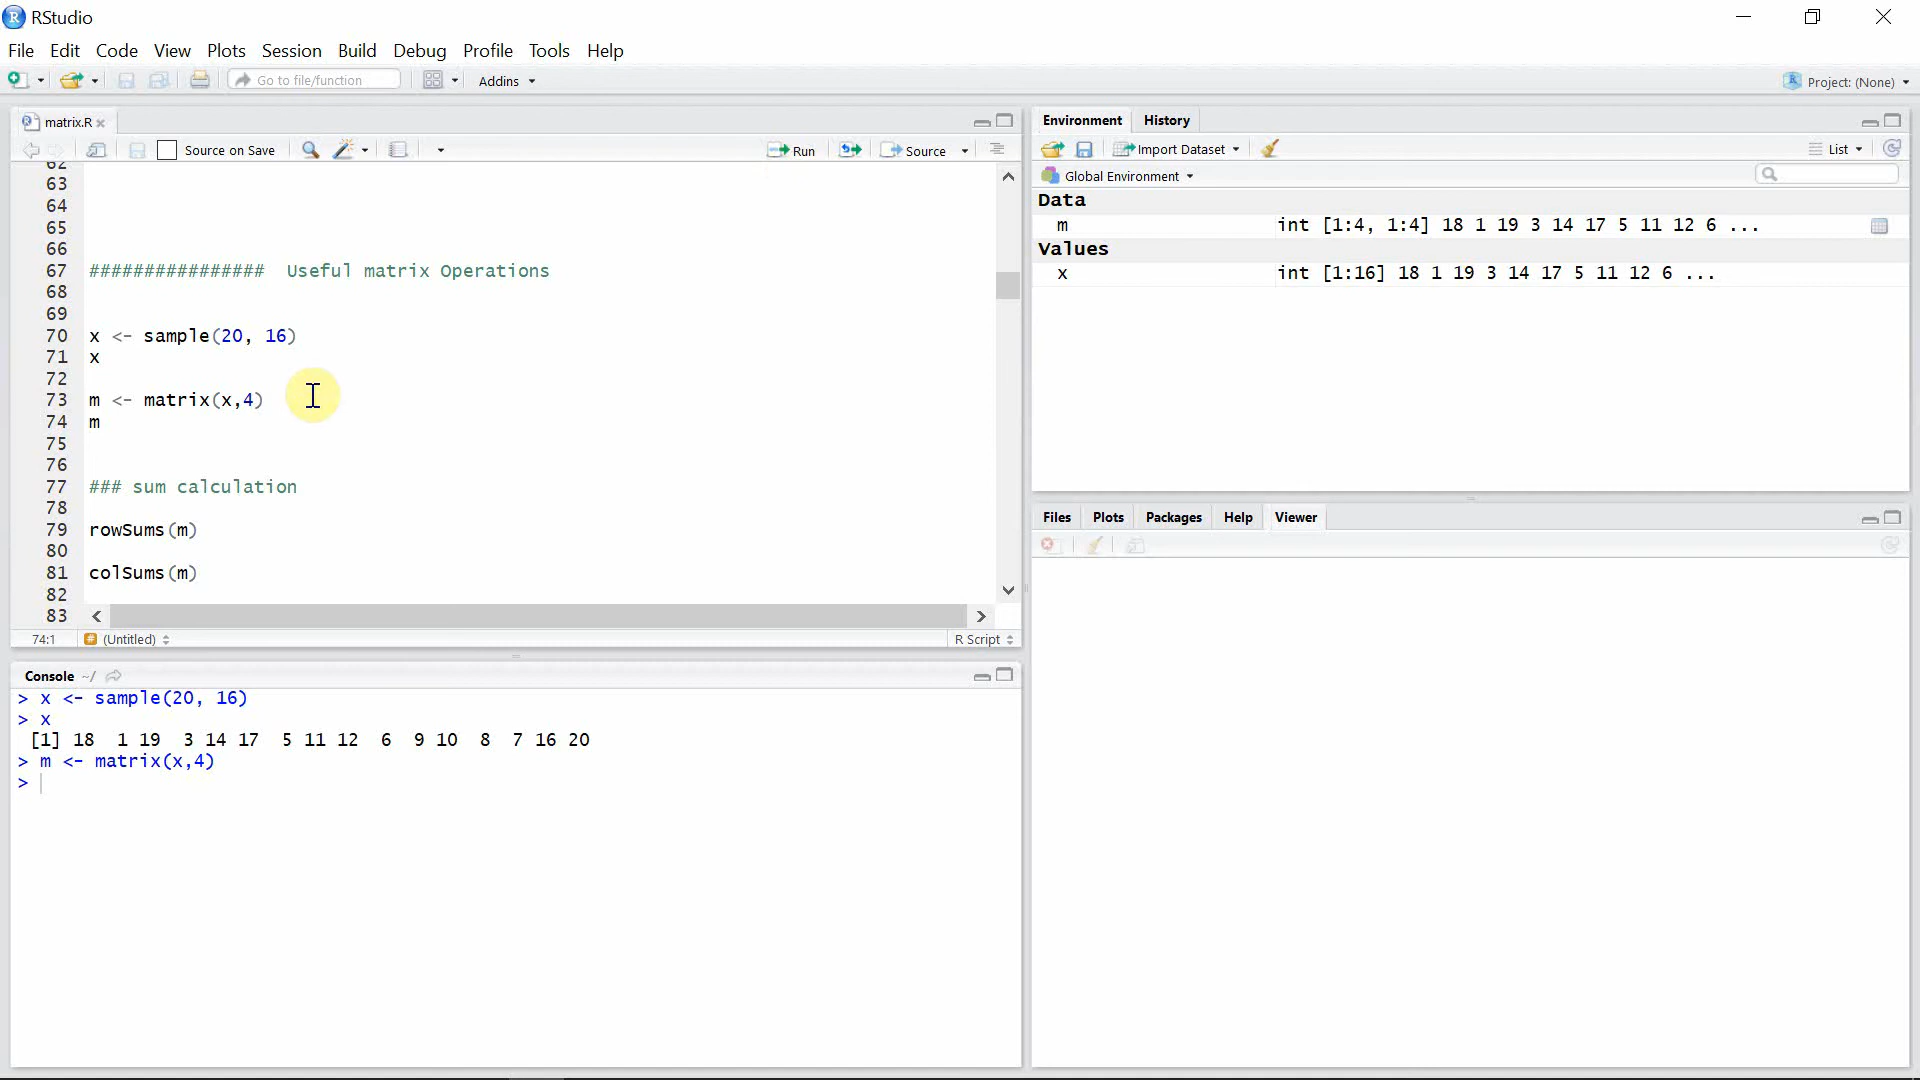 RStudio
File Edit Code View Plots Session Build Debug Profile Tools Help
Go to file/function Addins Project: (None)
matrix.R
Source on Save Run Source
62
63
64
65
66
67 ################ Useful matrix Operations
68
69
70 x <- sample(20, 16)
71 x
72
73 m <- matrix(x,4)
74 m
75
76
77 ### sum calculation
78
79 rowSums(m)
80
81 colSums(m)
82
83
74:1 # (Untitled) R Script
Console ~/
> x <- sample(20, 16)
> x
[1] 18 1 19 3 14 17 5 11 12 6 9 10 8 7 16 20
> m <- matrix(x,4)
>
Environment History
Import Dataset List
Global Environment
Data
m int [1:4, 1:4] 18 1 19 3 14 17 5 11 12 6 ...
Values
x int [1:16] 18 1 19 3 14 17 5 11 12 6 ...
Files Plots Packages Help Viewer